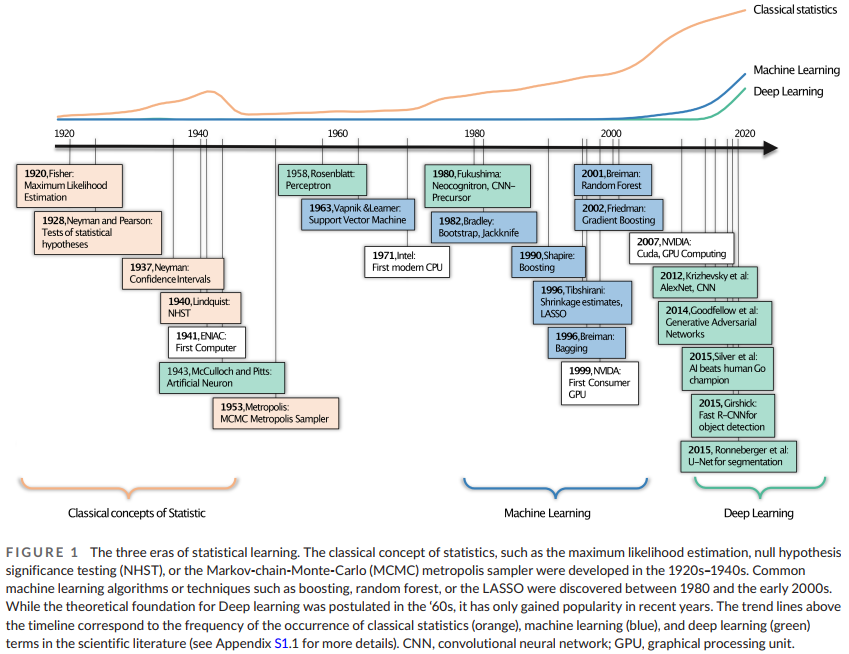 Classical statistics
Machine Learning
Deep Learning
1920
1940
1960
1980
2000
2020
1920,Fisher:
Maximum Likelihood
Estimation
1928,Neyman and Pearson:
Tests of statistical
hypotheses
1937,Neyman:
Confidence Intervals
1940,Lindquist:
NHST
1941,ENIAC:
First Computer
1943,McCulloch and Pitts:
Artificial Neuron
1953,Metropolis:
MCMC Metropolis Sampler
1958,Rosenblatt:
Perceptron
1963,Vapnik &Learner:
Support Vector Machine
1971,Intel:
First modern CPU
1980,Fukushima:
Neocognitron, CNN–
Precursor
1982,Bradley:
Bootstrap, Jackknife
1990,Shapire:
Boosting
1996,Tibshirani:
Shrinkage estimates,
LASSO
1996,Breiman:
Bagging
1999,NVIDA:
First Consumer
GPU
2001,Breiman:
Random Forest
2002,Friedman:
Gradient Boosting
2007,NVIDIA:
Cuda, GPU Computing
2012,Krizhevsky et al:
AlexNet, CNN
2014,Goodfellow et al:
Generative Adversarial
Networks
2015,Silver et al:
AI beats human Go
champion
2015, Girshick:
Fast R–CNNfor
object detection
2015, Ronneberger et al:
U–Net for segmentation
Classical concepts of Statistic
Machine Learning
Deep Learning
FIGURE 1 The three eras of statistical learning. The classical concept of statistics, such as the maximum likelihood estimation, null hypothesis
significance testing (NHST), or the Markov-chain-Monte-Carlo (MCMC) metropolis sampler were developed in the 1920s–1940s. Common
machine learning algorithms or techniques such as boosting, random forest, or the LASSO were discovered between 1980 and the early 2000s.
While the theoretical foundation for Deep learning was postulated in the '60s, it has only gained popularity in recent years. The trend lines above
the timeline correspond to the frequency of the occurrence of classical statistics (orange), machine learning (blue), and deep learning (green)
terms in the scientific literature (see Appendix S1.1 for more details). CNN, convolutional neural network; GPU, graphical processing unit.